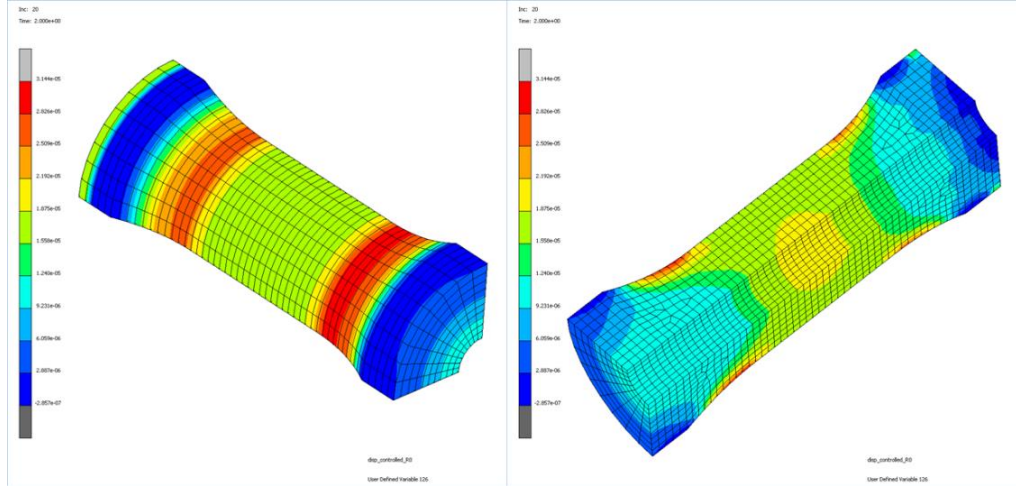 Inc: 20
Time: 2.000e+00
3.144e-05
2.826e-05
2.509e-05
2.192e-05
1.875e-05
1.558e-05
1.240e-05
9.231e-06
6.059e-06
2.887e-06
-2.857e-07
disp_controlled_R0
User Defined Variable 126
Inc: 20
Time: 2.000e+00
3.144e-05
2.826e-05
2.509e-05
2.192e-05
1.875e-05
1.558e-05
1.240e-05
9.231e-06
6.059e-06
2.887e-06
-2.857e-07
disp_controlled_R0
User Defined Variable 126